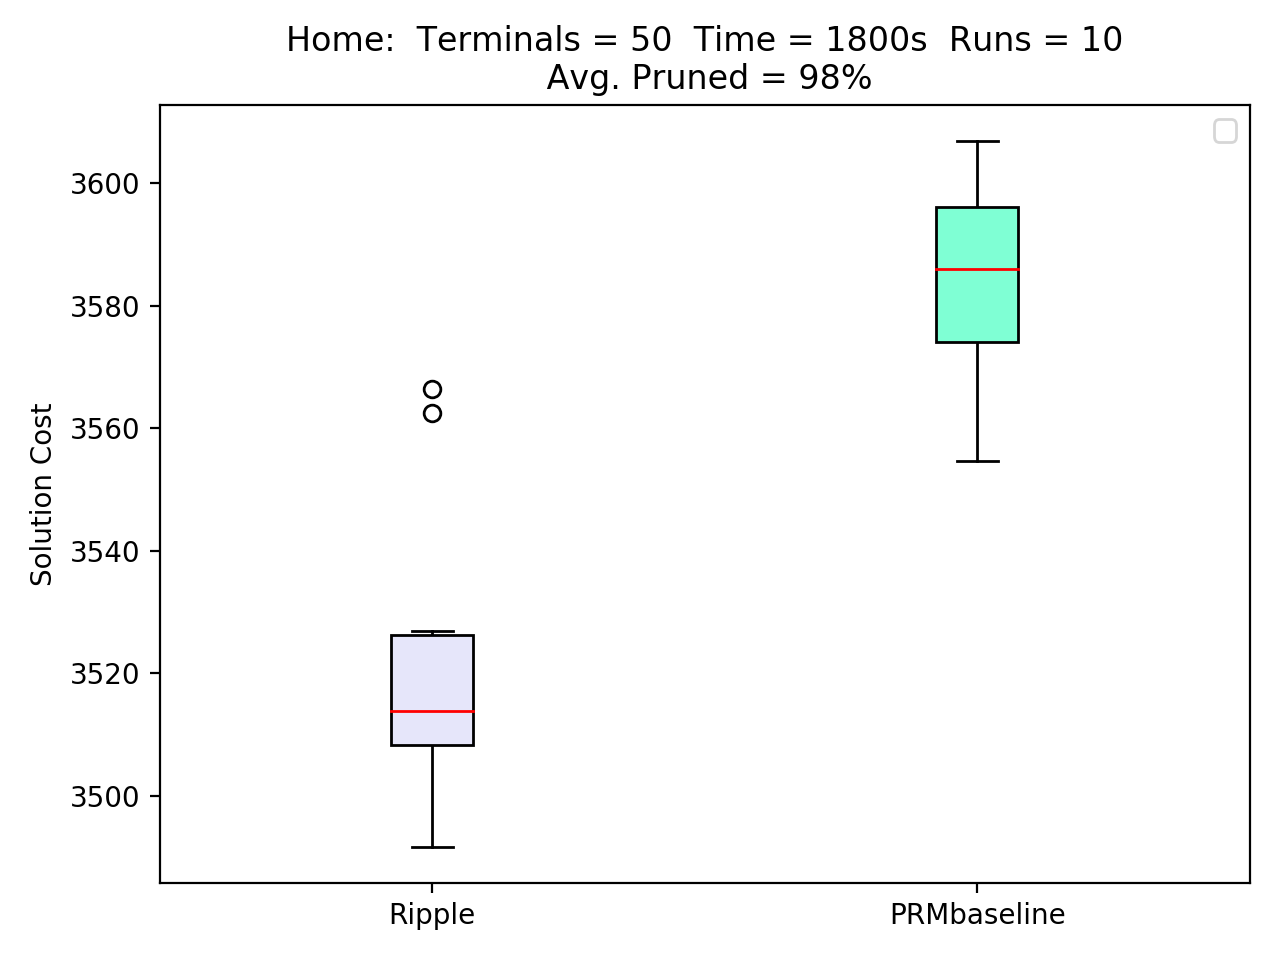 Home:  Terminals = 50  Time = 1800s  Runs = 10
Avg. Pruned = 98%
Solution Cost
3600
3580
3560
3540
3520
3500
Ripple
PRMbaseline